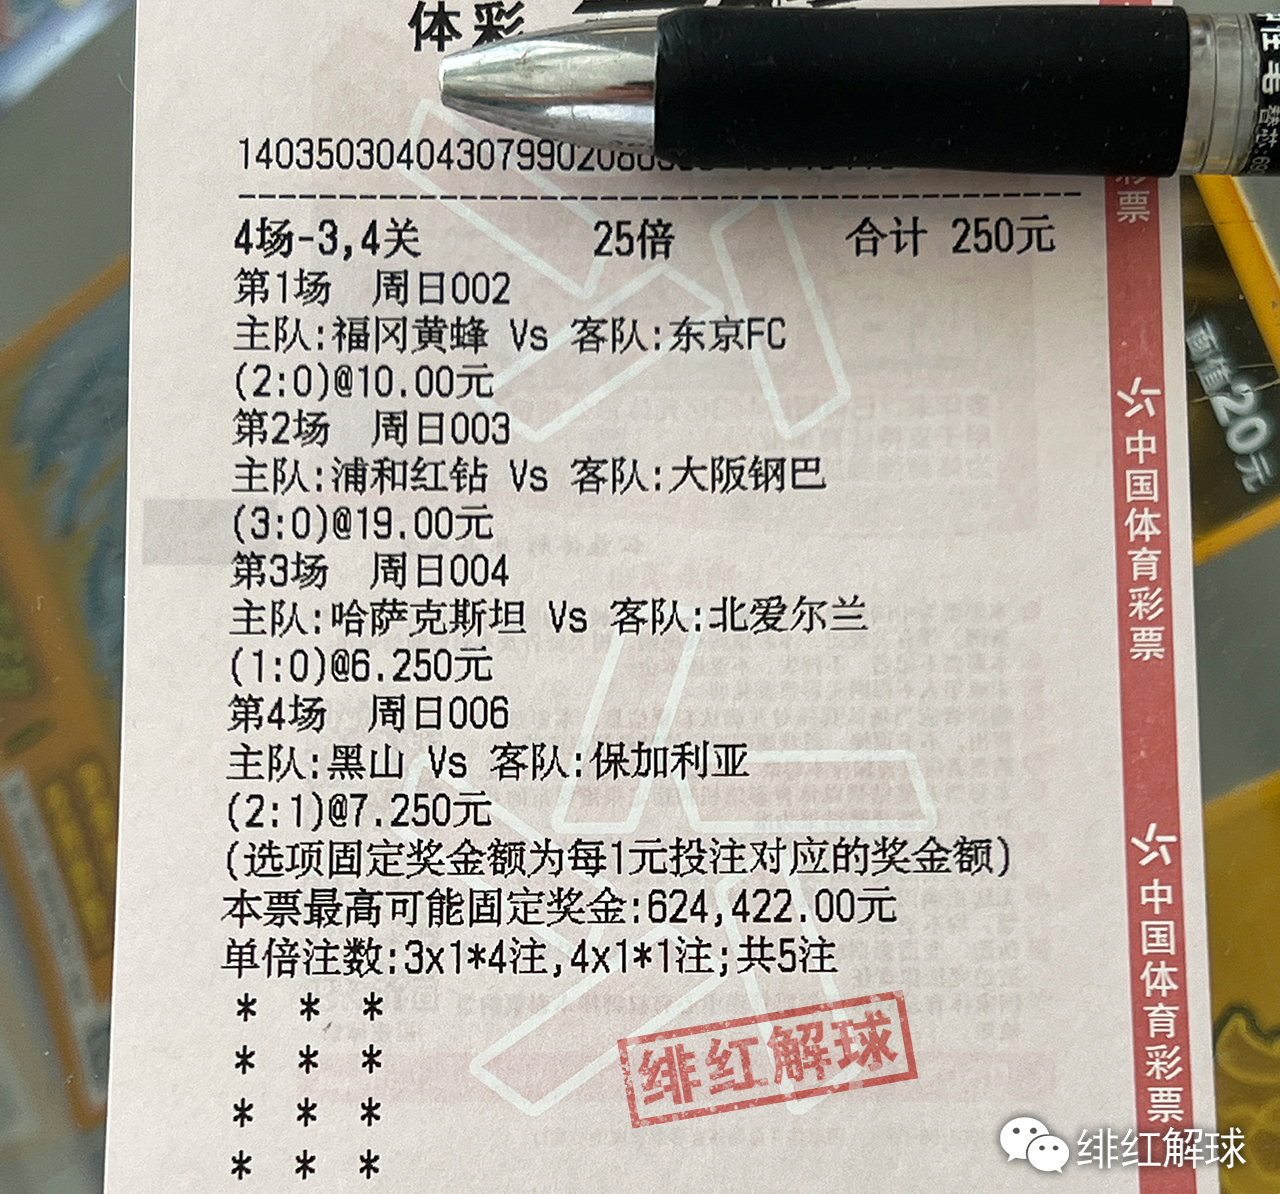 体彩
14035030404307990208
4场-3,4关 25倍 合计 250元
第1场 周日002
主队:福冈黄蜂 Vs 客队:东京FC
(2:0)@10.00元
第2场 周日003
主队:浦和红钻 Vs 客队:大阪钢巴
(3:0)@19.00元
第3场 周日004
主队:哈萨克斯坦 Vs 客队:北爱尔兰
(1:0)@6.250元
第4场 周日006
主队:黑山 Vs 客队:保加利亚
(2:1)@7.250元
(选项固定奖金额为每1元投注对应的奖金额)
本票最高可能固定奖金:624,422.00元
单倍注数:3x1*4注,4x1*1注;共5注
* * *
* * *
* * *
* * *
绯红解球
彩票
中国体育彩票
中国体育彩票
面值20元
绯红解球